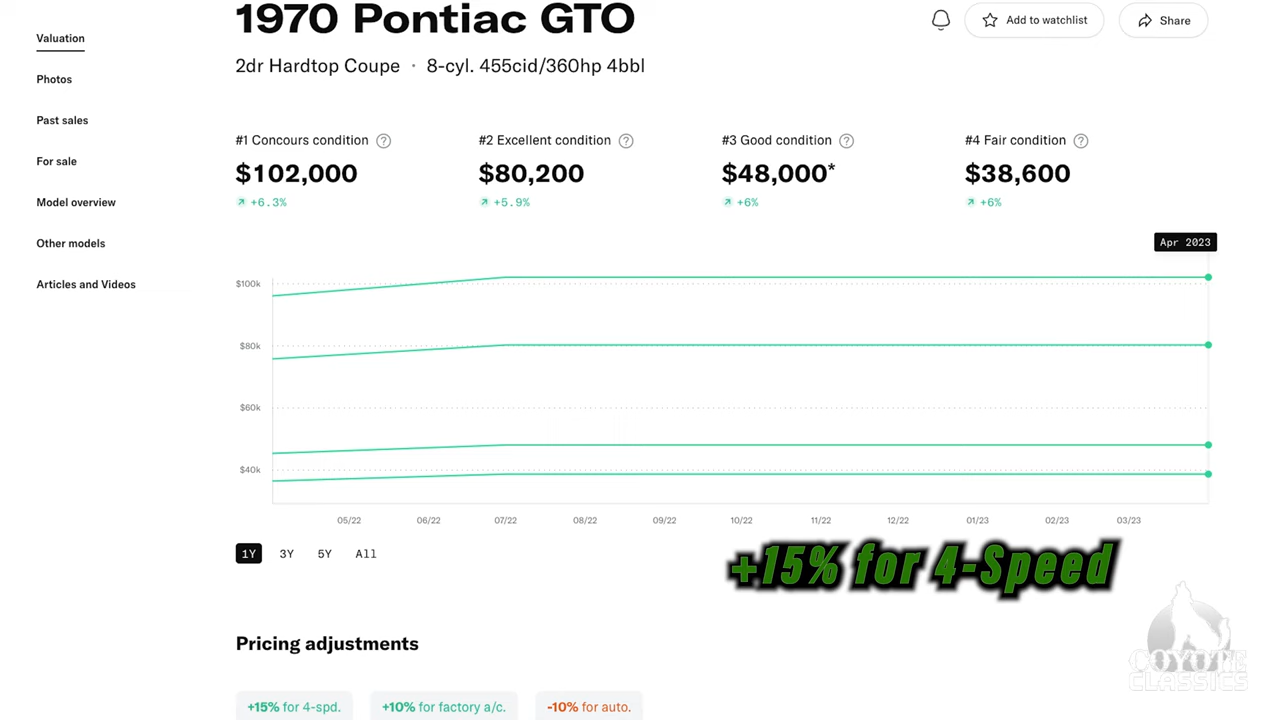 1970 Pontiac GTO
Add to watchlist
Share
2dr Hardtop Coupe · 8-cyl. 455cid/360hp 4bbl
Valuation
Photos
Past sales
For sale
Model overview
Other models
Articles and Videos
#1 Concours condition ?
$102,000
+6.3%
#2 Excellent condition ?
$80,200
+5.9%
#3 Good condition ?
$48,000*
+6%
#4 Fair condition ?
$38,600
+6%
Apr 2023
$100k
$80k
$60k
$40k
05/22 06/22 07/22 08/22 09/22 10/22 11/22 12/22 01/23 02/23 03/23
1Y 3Y 5Y All
+15% for 4-Speed
Pricing adjustments
+15% for 4-spd. +10% for factory a/c. -10% for auto.
COYOTE
CLASSICS